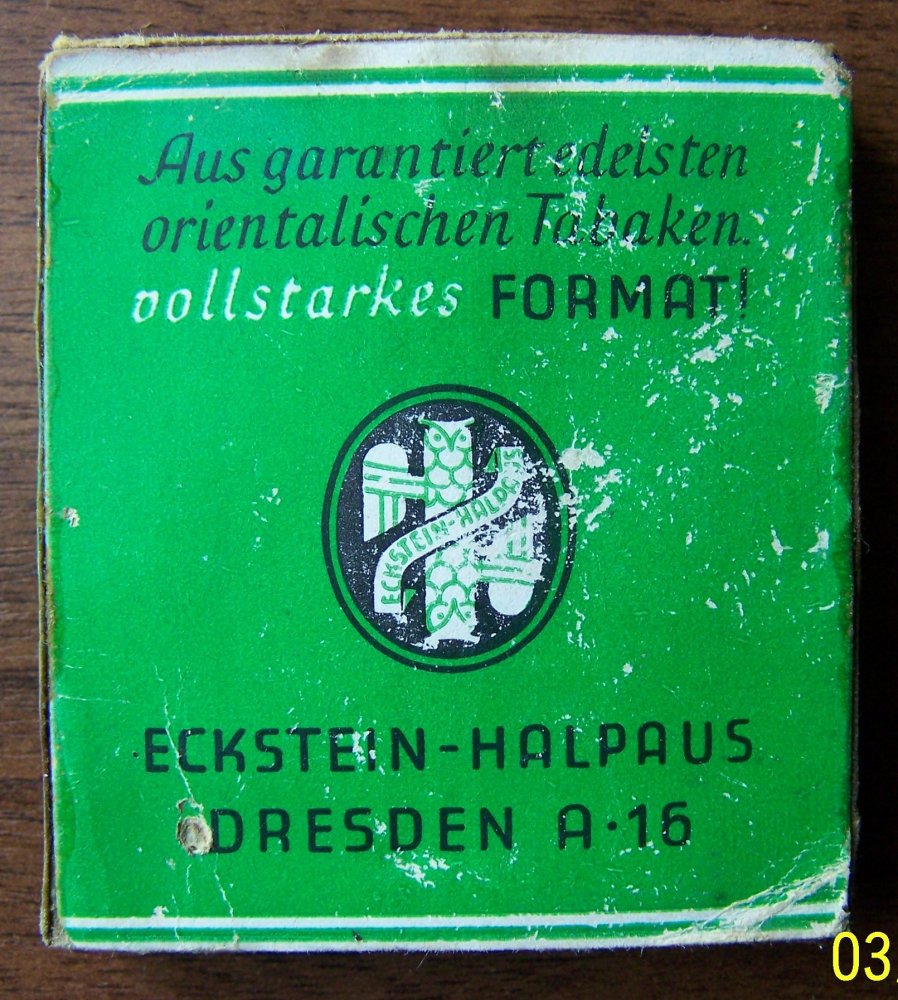 Aus garantiert edelsten
orientalischen Tabaken.
vollstarkes FORMAT!
ECKSTEIN-HALPAUS
ECKSTEIN-HALPAUS
DRESDEN A·16
03